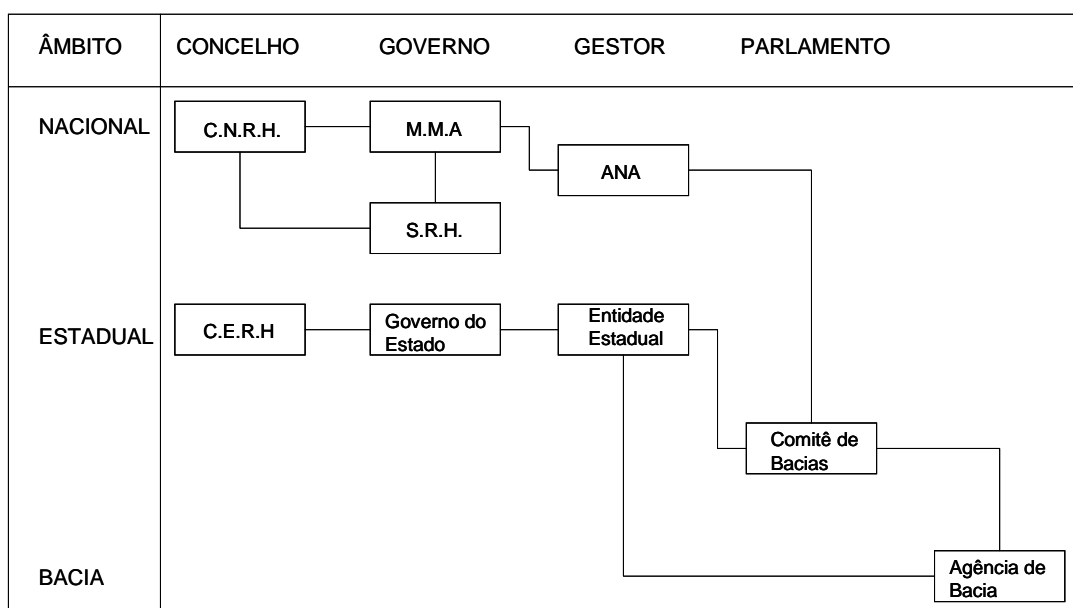 ÂMBITO CONCELHO GOVERNO GESTOR PARLAMENTO
NACIONAL C.N.R.H. M.M.A
ANA
S.R.H.
ESTADUAL C.E.R.H Governo do
Estado
Entidade
Estadual
Comitê de
Bacias
BACIA
Agência de
Bacia